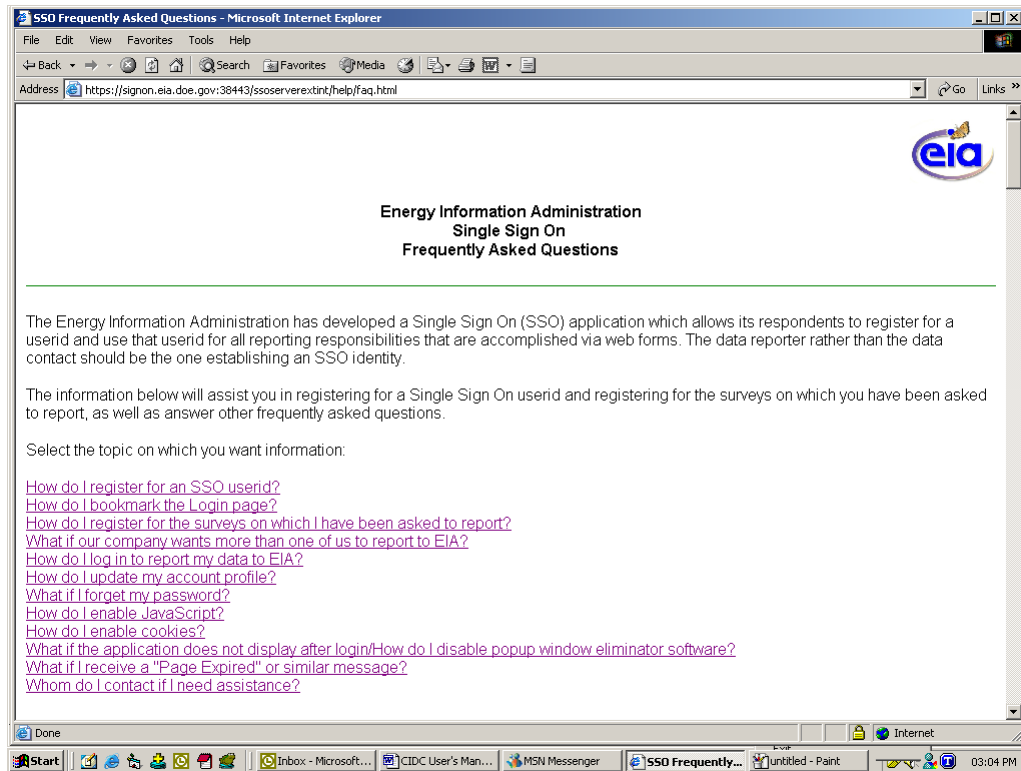 SSO Frequently Asked Questions - Microsoft Internet Explorer
File Edit View Favorites Tools Help
Back Search Favorites Media
Address https://signon.eia.doe.gov:38443/ssoserverextint/help/faq.html Go Links »
eia
Energy Information Administration
Single Sign On
Frequently Asked Questions
The Energy Information Administration has developed a Single Sign On (SSO) application which allows its respondents to register for a
userid and use that userid for all reporting responsibilities that are accomplished via web forms. The data reporter rather than the data
contact should be the one establishing an SSO identity.
The information below will assist you in registering for a Single Sign On userid and registering for the surveys on which you have been asked
to report, as well as answer other frequently asked questions.
Select the topic on which you want information:
How do I register for an SSO userid?
How do I bookmark the Login page?
How do I register for the surveys on which I have been asked to report?
What if our company wants more than one of us to report to EIA?
How do I log in to report my data to EIA?
How do I update my account profile?
What if I forget my password?
How do I enable JavaScript?
How do I enable cookies?
What if the application does not display after login/How do I disable popup window eliminator software?
What if I receive a "Page Expired" or similar message?
Whom do I contact if I need assistance?
Done Internet
Start Inbox - Microsoft... CIDC User's Man... MSN Messenger SSO Frequently... untitled - Paint 03:04 PM